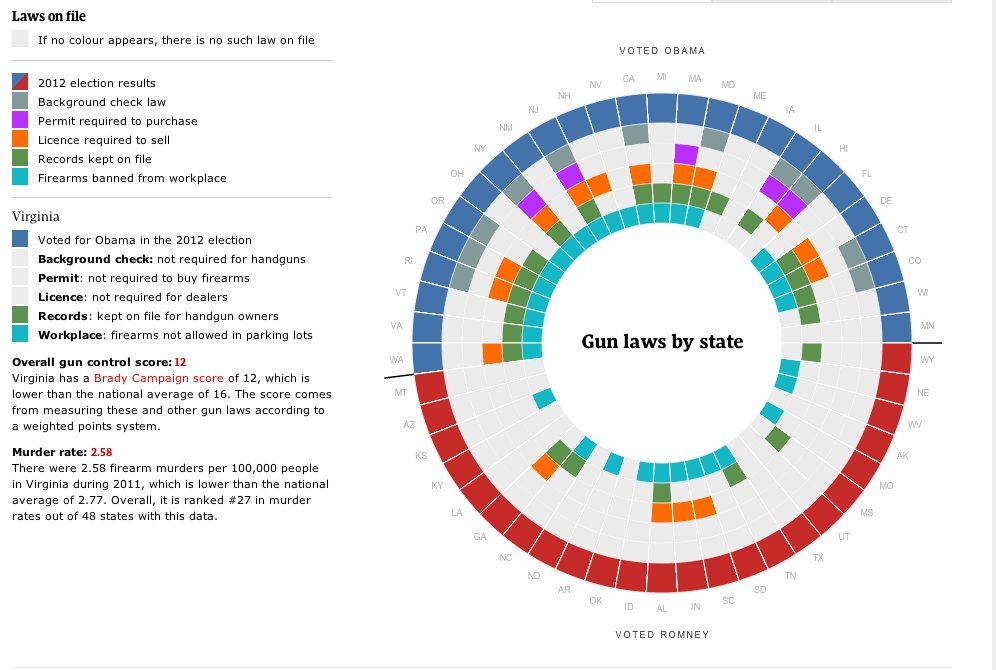 Laws on file
If no colour appears, there is no such law on file
2012 election results
Background check law
Permit required to purchase
Licence required to sell
Records kept on file
Firearms banned from workplace
Virginia
Voted for Obama in the 2012 election
Background check: not required for handguns
Permit: not required to buy firearms
Licence: not required for dealers
Records: kept on file for handgun owners
Workplace: firearms not allowed in parking lots
Overall gun control score: 12
Virginia has a Brady Campaign score of 12, which is
lower than the national average of 16. The score comes
from measuring these and other gun laws according to
a weighted points system.
Murder rate: 2.58
There were 2.58 firearm murders per 100,000 people
in Virginia during 2011, which is lower than the national
average of 2.77. Overall, it is ranked #27 in murder
rates out of 48 states with this data.
VOTED OBAMA
WA
VA
VT
RI
PA
OR
OH
NY
NM
NJ
NH
NV
CA
MI
MA
MD
ME
IA
IL
HI
FL
DE
CT
CO
WI
MN
Gun laws by state
WY
NE
WV
AK
MO
MS
UT
TX
TN
SD
SC
IN
AL
ID
OK
AR
ND
NC
GA
LA
KY
KS
AZ
MT
VOTED ROMNEY